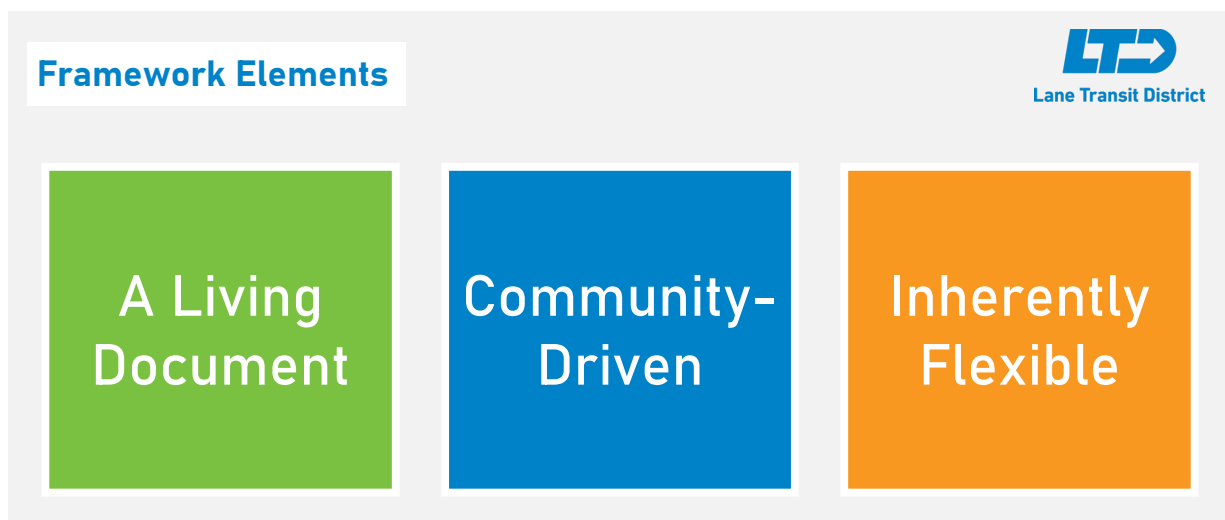 Framework Elements
LTD
Lane Transit District
A Living
Document
Community-
Driven
Inherently
Flexible